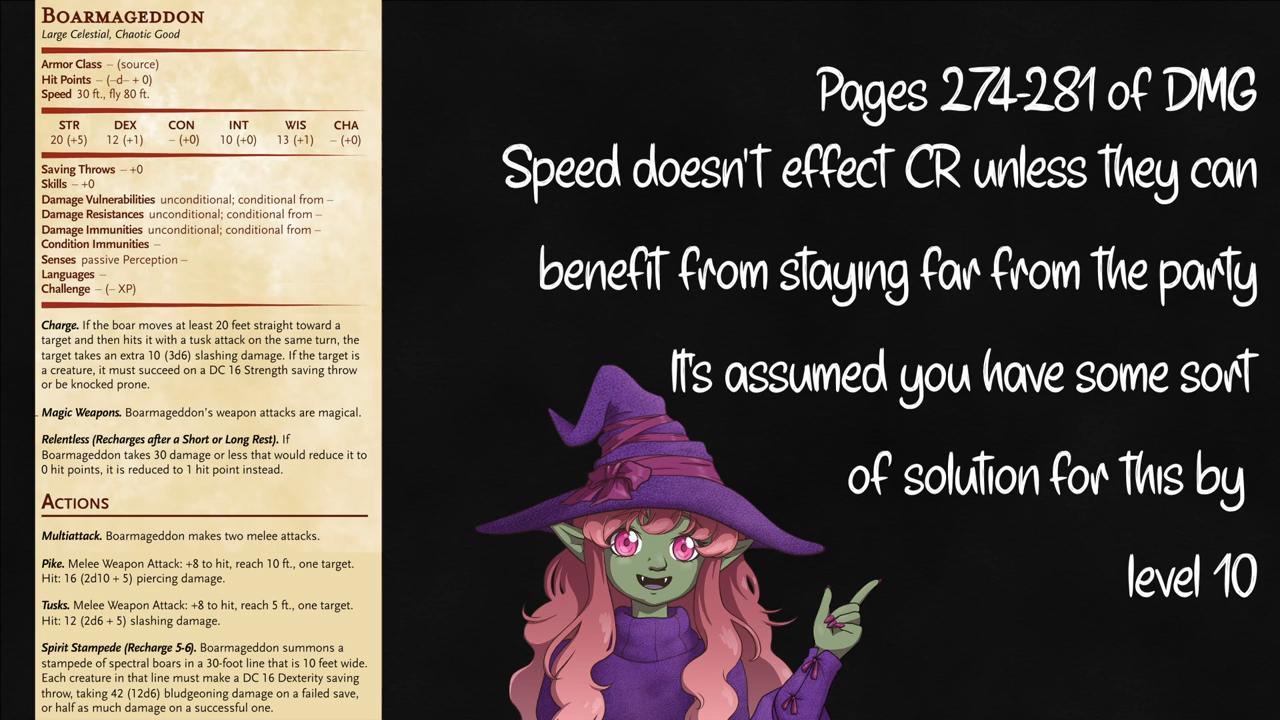 BOARMAGEDDON
Large Celestial, Chaotic Good
Armor Class – (source)
Hit Points – (–d– + 0)
Speed 30 ft., fly 80 ft.
STR DEX CON INT WIS CHA
20 (+5) 12 (+1) – (+0) 10 (+0) 13 (+1) – (+0)
Saving Throws – +0
Skills – +0
Damage Vulnerabilities unconditional; conditional from –
Damage Resistances unconditional; conditional from –
Damage Immunities unconditional; conditional from –
Condition Immunities –
Senses passive Perception –
Languages –
Challenge – (– XP)
Charge. If the boar moves at least 20 feet straight toward a
target and then hits it with a tusk attack on the same turn, the
target takes an extra 10 (3d6) slashing damage. If the target is
a creature, it must succeed on a DC 16 Strength saving throw
or be knocked prone.
Magic Weapons. Boarmageddon's weapon attacks are magical.
Relentless (Recharges after a Short or Long Rest). If
Boarmageddon takes 30 damage or less that would reduce it to
0 hit points, it is reduced to 1 hit point instead.
ACTIONS
Multiattack. Boarmageddon makes two melee attacks.
Pike. Melee Weapon Attack: +8 to hit, reach 10 ft., one target.
Hit: 16 (2d10 + 5) piercing damage.
Tusks. Melee Weapon Attack: +8 to hit, reach 5 ft., one target.
Hit: 12 (2d6 + 5) slashing damage.
Spirit Stampede (Recharge 5-6). Boarmageddon summons a
stampede of spectral boars in a 30-foot line that is 10 feet wide.
Each creature in that line must make a DC 16 Dexterity saving
throw, taking 42 (12d6) bludgeoning damage on a failed save,
or half as much damage on a successful one.
Pages 274-281 of DMG
Speed doesn't effect CR unless they can
benefit from staying far from the party
It's assumed you have some sort
of solution for this by
level 10